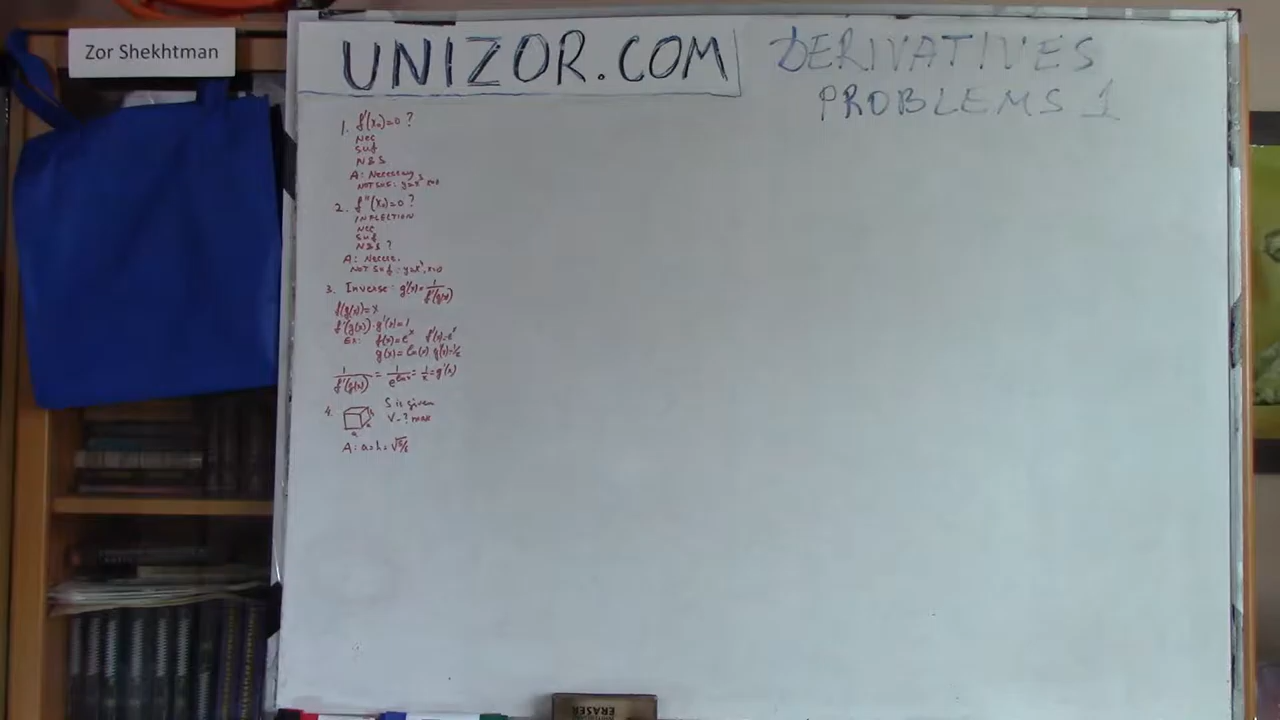 Zor Shekhtman
UNIZOR.COM
DERIVATIVES
PROBLEMS 1
1. f'(x₀)=0 ?
Nec
Suf
N&S
A: Necessary
NOT Suf: y=x³ x=0
2. f"(x₀)=0 ?
INFLECTION
Nec
Suf
N&S ?
A: Necess.
NOT Suf: y=x⁴, x=0
3. Inverse: g'(x)=1/f'(g(x))
f(g(x))=x
f'(g(x))·g'(x)=1
Ex: f(x)=eˣ f'(x)=eˣ
g(x)=ln(x) g'(x)=1/x
1/f'(g(x)) = 1/e^(ln x) = 1/x = g'(x)
4. S is given
V-? max
a
A: a=h=√S/6
ERASER